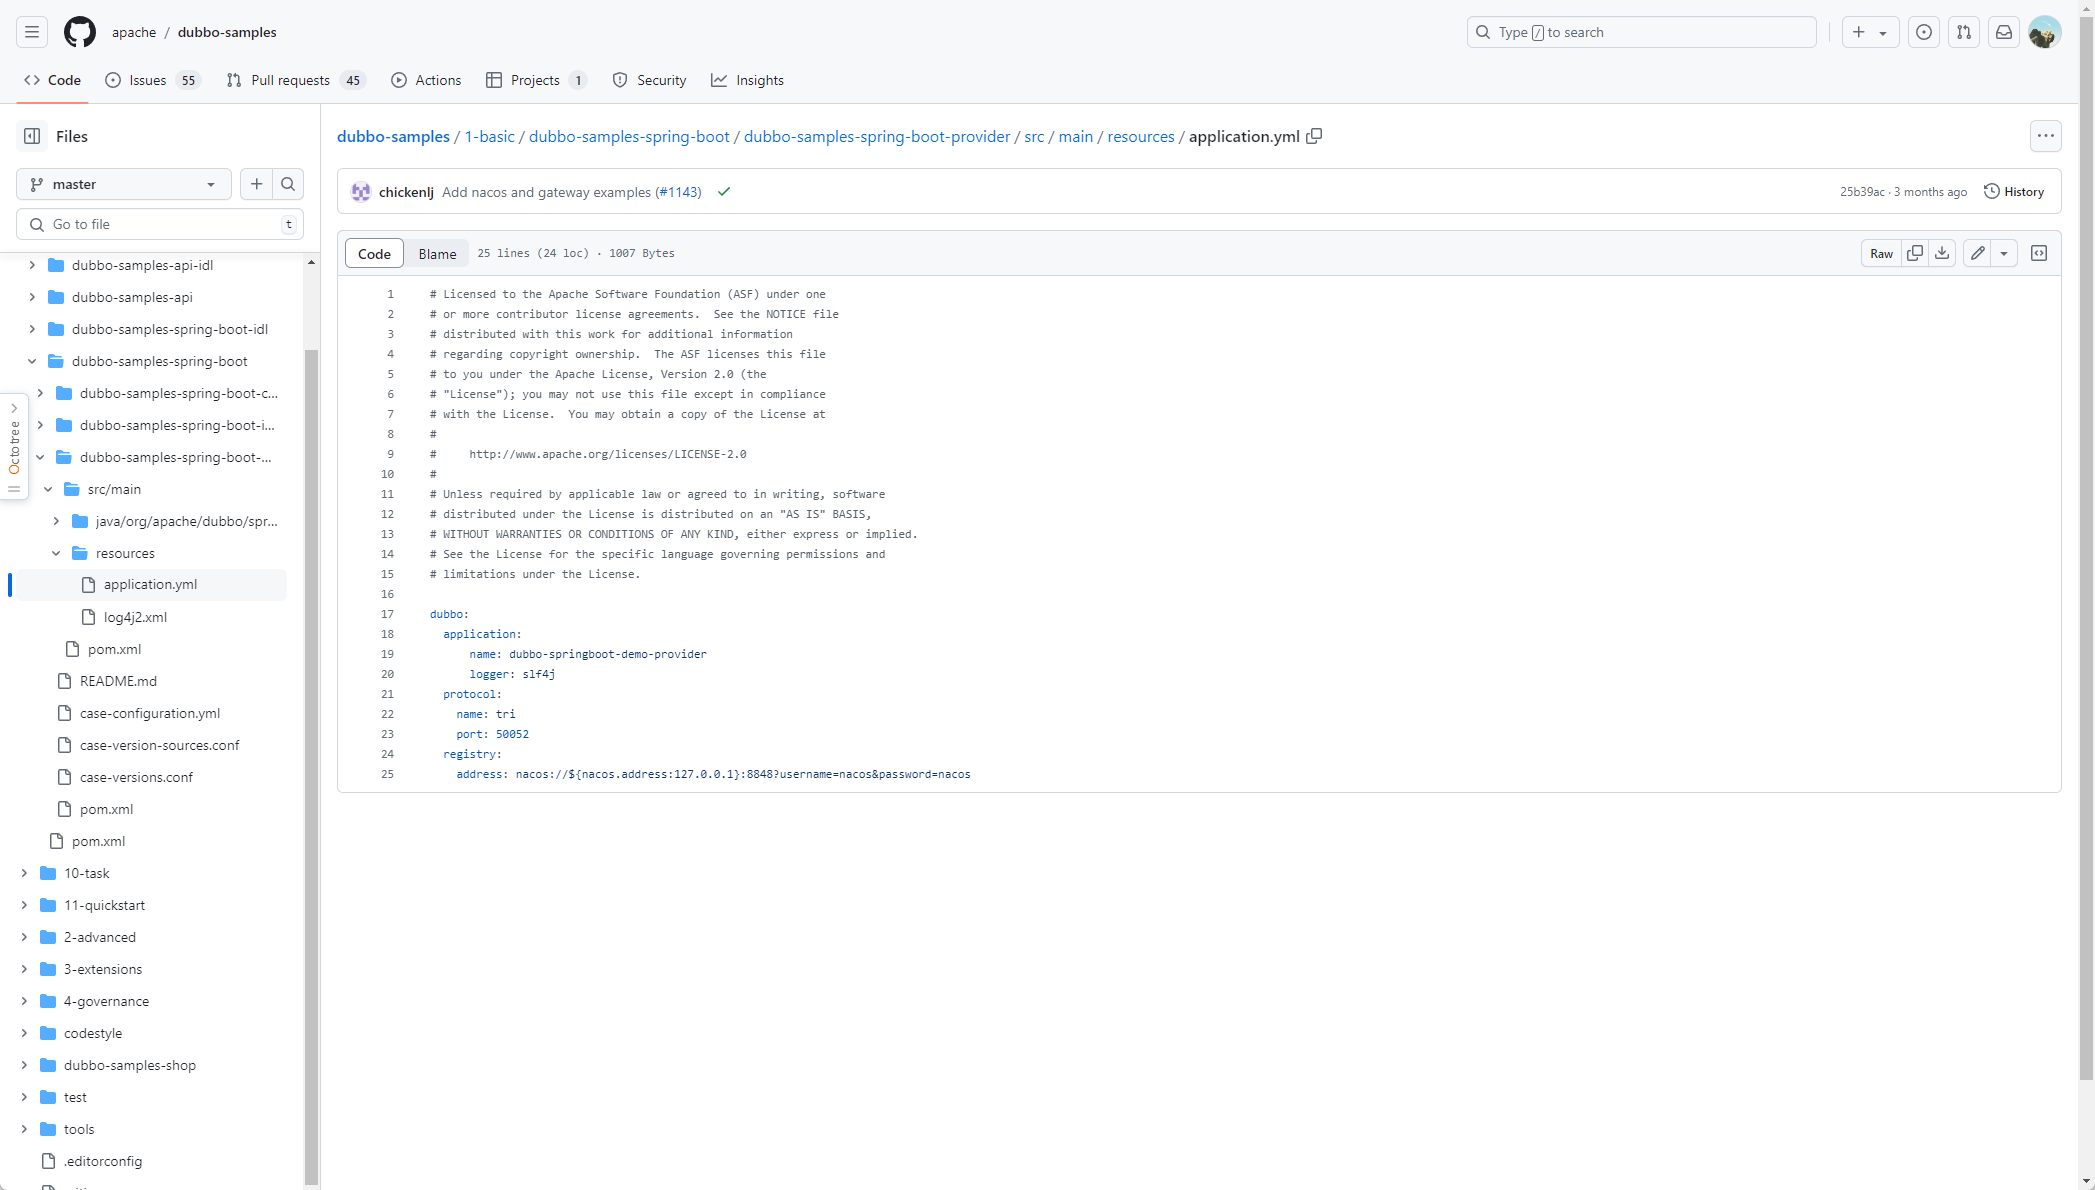 apache / dubbo-samples
Type / to search
Code
Issues 55
Pull requests 45
Actions
Projects 1
Security
Insights
Files
master
Go to file
t
dubbo-samples-api-idl
dubbo-samples-api
dubbo-samples-spring-boot-idl
dubbo-samples-spring-boot
dubbo-samples-spring-boot-c...
dubbo-samples-spring-boot-i...
dubbo-samples-spring-boot-...
src/main
java/org/apache/dubbo/spr...
resources
application.yml
log4j2.xml
pom.xml
README.md
case-configuration.yml
case-version-sources.conf
case-versions.conf
pom.xml
pom.xml
10-task
11-quickstart
2-advanced
3-extensions
4-governance
codestyle
dubbo-samples-shop
test
tools
.editorconfig
Octotree
dubbo-samples / 1-basic / dubbo-samples-spring-boot / dubbo-samples-spring-boot-provider / src / main / resources / application.yml
chickenlj Add nacos and gateway examples (#1143)
25b39ac · 3 months ago
History
Code
Blame
25 lines (24 loc) · 1007 Bytes
Raw
1 # Licensed to the Apache Software Foundation (ASF) under one
2 # or more contributor license agreements.  See the NOTICE file
3 # distributed with this work for additional information
4 # regarding copyright ownership.  The ASF licenses this file
5 # to you under the Apache License, Version 2.0 (the
6 # "License"); you may not use this file except in compliance
7 # with the License.  You may obtain a copy of the License at
8 #
9 #     http://www.apache.org/licenses/LICENSE-2.0
10 #
11 # Unless required by applicable law or agreed to in writing, software
12 # distributed under the License is distributed on an "AS IS" BASIS,
13 # WITHOUT WARRANTIES OR CONDITIONS OF ANY KIND, either express or implied.
14 # See the License for the specific language governing permissions and
15 # limitations under the License.
16
17 dubbo:
18   application:
19       name: dubbo-springboot-demo-provider
20       logger: slf4j
21   protocol:
22     name: tri
23     port: 50052
24   registry:
25     address: nacos://${nacos.address:127.0.0.1}:8848?username=nacos&password=nacos